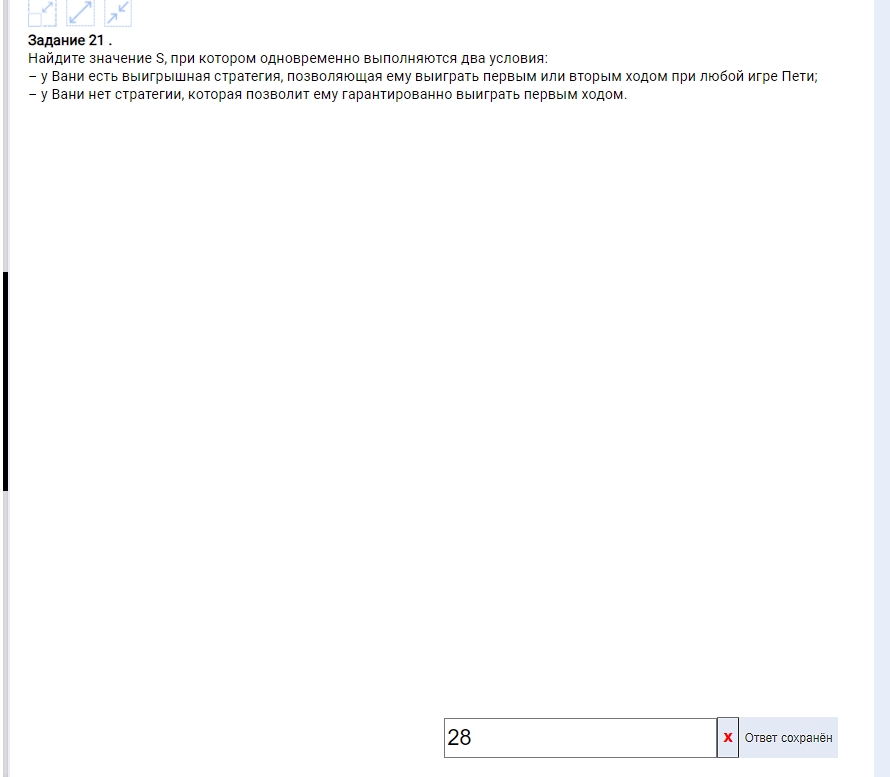 Задание 21 .
Найдите значение S, при котором одновременно выполняются два условия:
– у Вани есть выигрышная стратегия, позволяющая ему выиграть первым или вторым ходом при любой игре Пети;
– у Вани нет стратегии, которая позволит ему гарантированно выиграть первым ходом.
28
x
Ответ сохранён